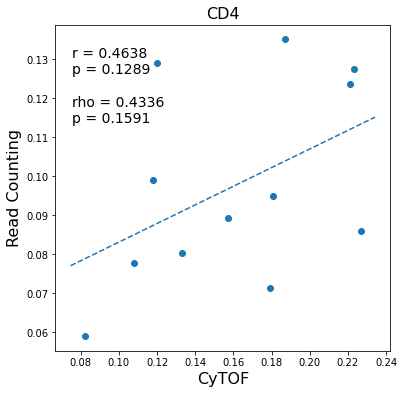 CD4
r = 0.4638
p = 0.1289
rho = 0.4336
p = 0.1591
Read Counting
0.13
0.12
0.11
0.10
0.09
0.08
0.07
0.06
0.08 0.10 0.12 0.14 0.16 0.18 0.20 0.22 0.24
CyTOF